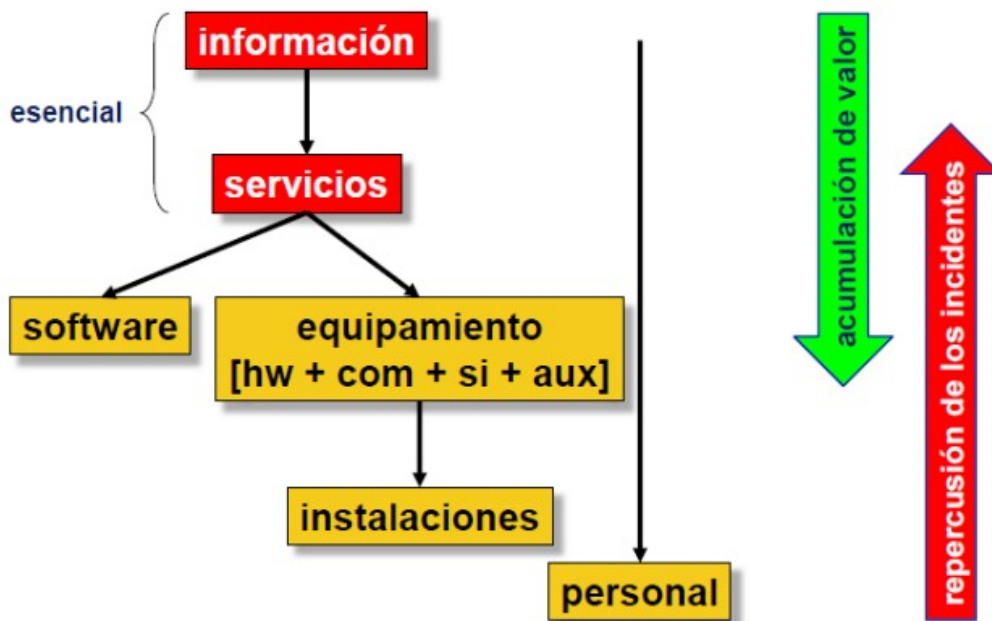 información
esencial
servicios
software
equipamiento
[hw + com + si + aux]
instalaciones
personal
acumulación de valor
repercusión de los incidentes